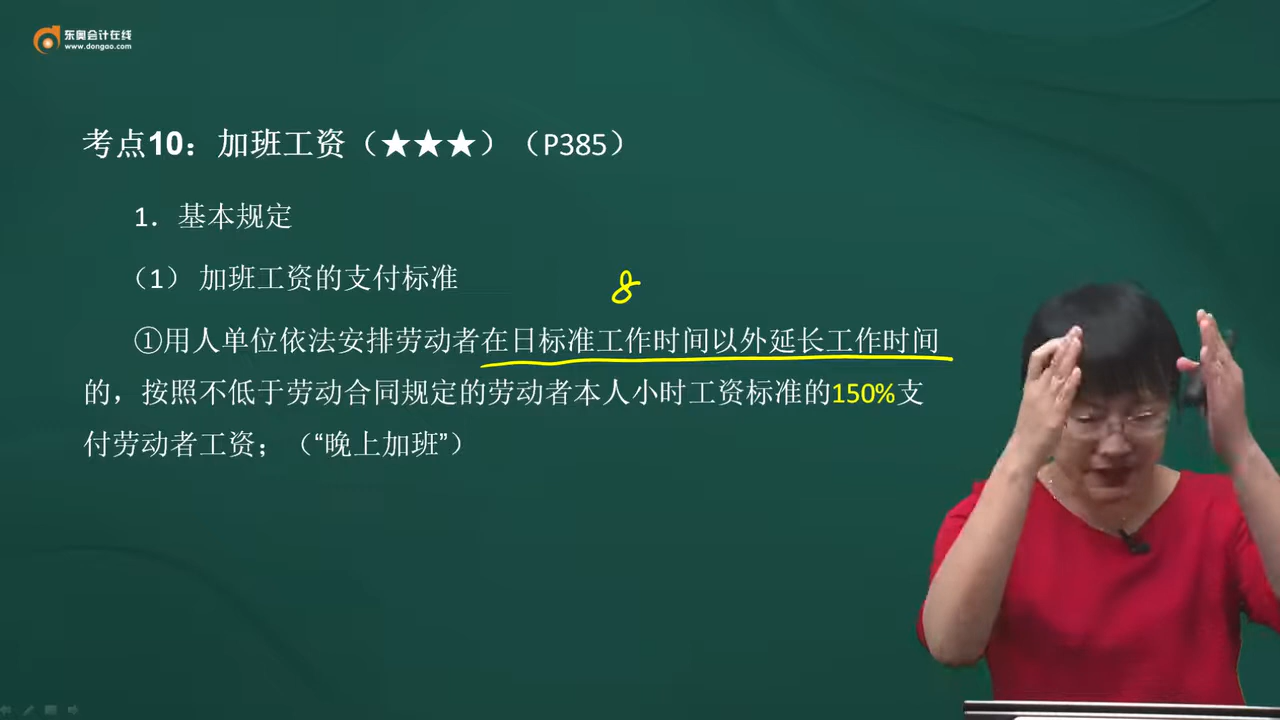 东奥会计在线
www.dongao.com
考点10：加班工资（★★★）（P385）
1．基本规定
（1） 加班工资的支付标准
8
①用人单位依法安排劳动者在日标准工作时间以外延长工作时间
的，按照不低于劳动合同规定的劳动者本人小时工资标准的150%支
付劳动者工资；（“晚上加班”）